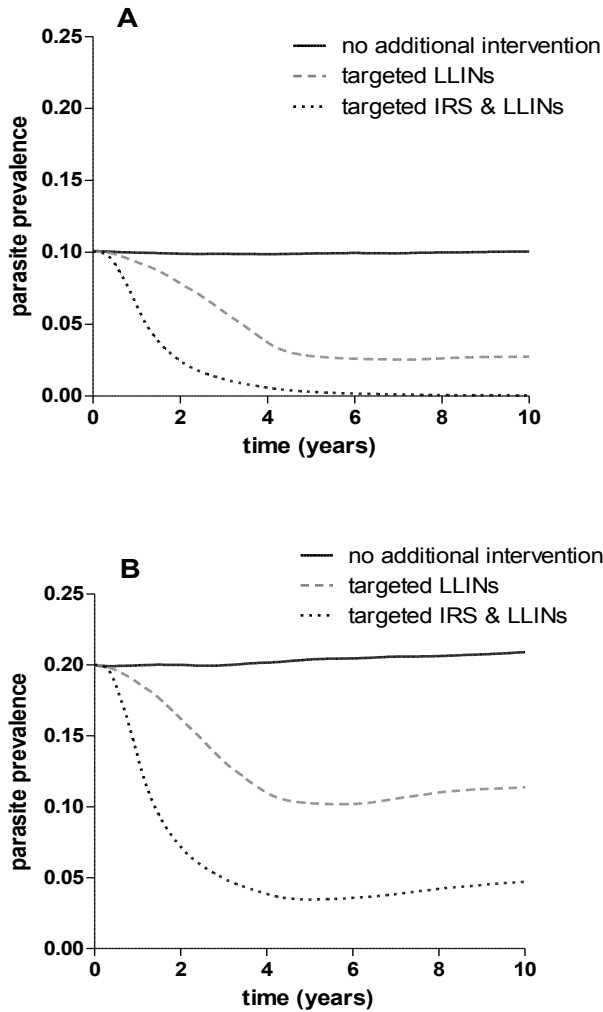 A
no additional intervention
targeted LLINs
targeted IRS & LLINs
0.25
0.20
0.15
0.10
0.05
0.00
parasite prevalence
0 2 4 6 8 10
time (years)
B
no additional intervention
targeted LLINs
targeted IRS & LLINs
0.25
0.20
0.15
0.10
0.05
0.00
parasite prevalence
0 2 4 6 8 10
time (years)